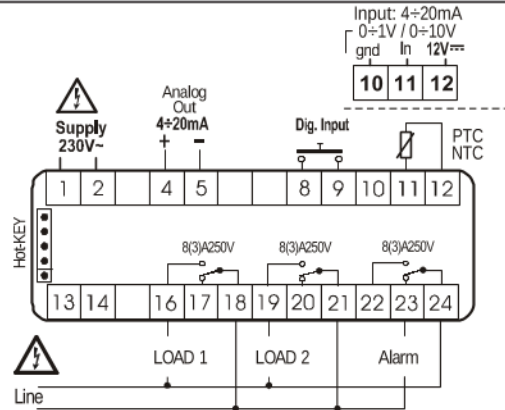 Input: 4÷20mA
0÷1V / 0÷10V
gnd In 12V
10 11 12
Supply
230V~
Analog
Out
4÷20mA
+ -
Dig. Input
PTC
NTC
1 2 4 5 8 9 10 11 12
Hot-KEY
8(3)A250V 8(3)A250V 8(3)A250V
13 14 16 17 18 19 20 21 22 23 24
LOAD 1 LOAD 2 Alarm
Line